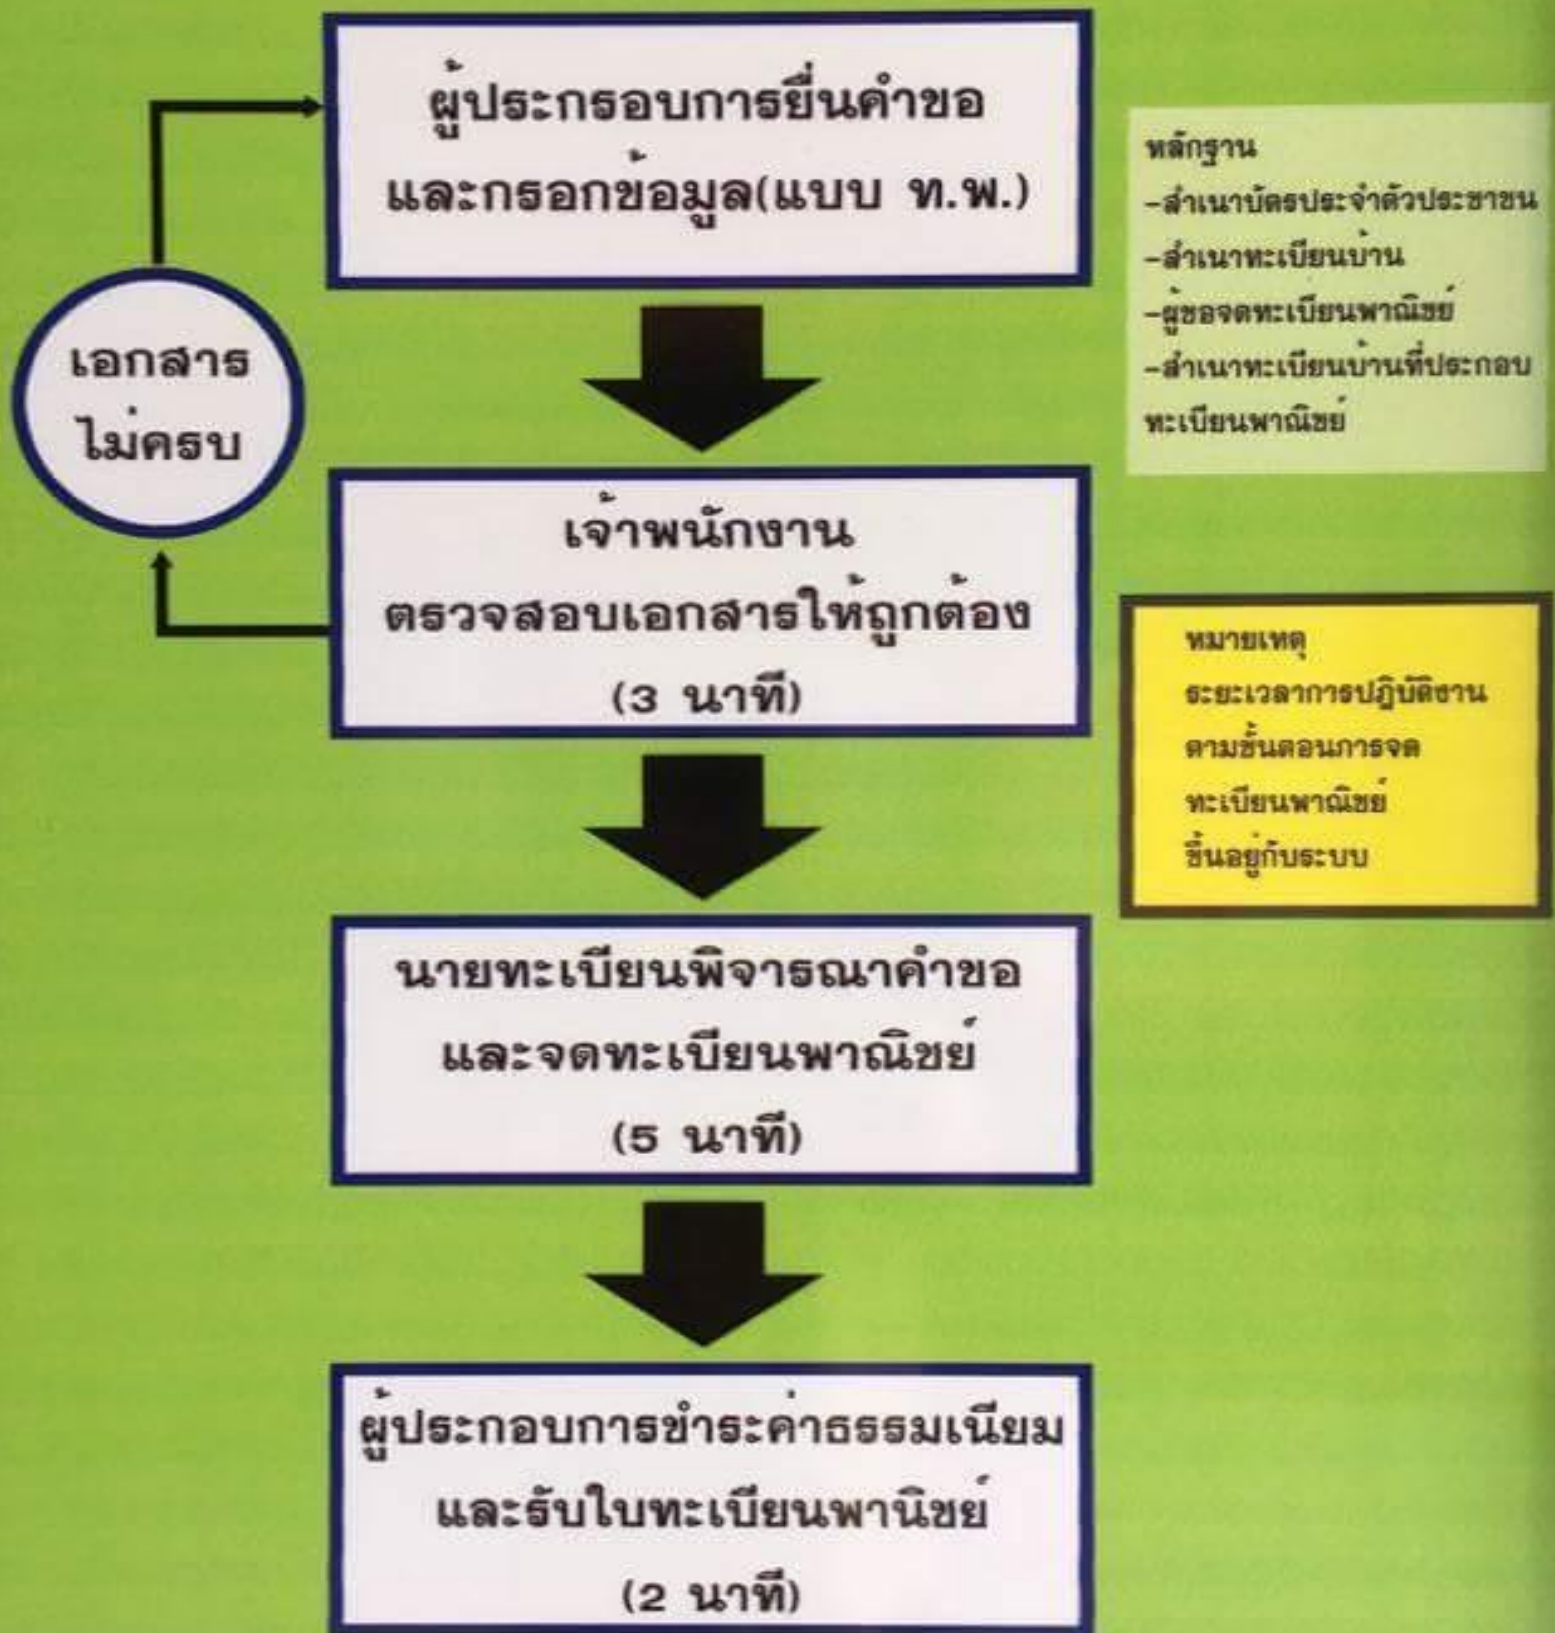 ผู้ประกรอบการยื่นคำขอ
และกรอกข้อมูล(แบบ ท.พ.)
หลักฐาน
-สำเนาบัตรประจำตัวประชาชน
-สำเนาทะเบียนบ้าน
-ผู้ขอจดทะเบียนพาณิชย์
-สำเนาทะเบียนบ้านที่ประกอบ
ทะเบียนพาณิชย์
เอกสาร
ไม่ครบ
เจ้าพนักงาน
ตรวจสอบเอกสารให้ถูกต้อง
(3 นาที)
หมายเหตุ
ระยะเวลาการปฎิบัติงาน
ตามขั้นตอนการจด
ทะเบียนพาณิชย์
ขึ้นอยู่กับระบบ
นายทะเบียนพิจารณาคำขอ
และจดทะเบียนพาณิชย์
(5 นาที)
ผู้ประกอบการชำระค่าธรรมเนียม
และรับใบทะเบียนพานิชย์
(2 นาที)